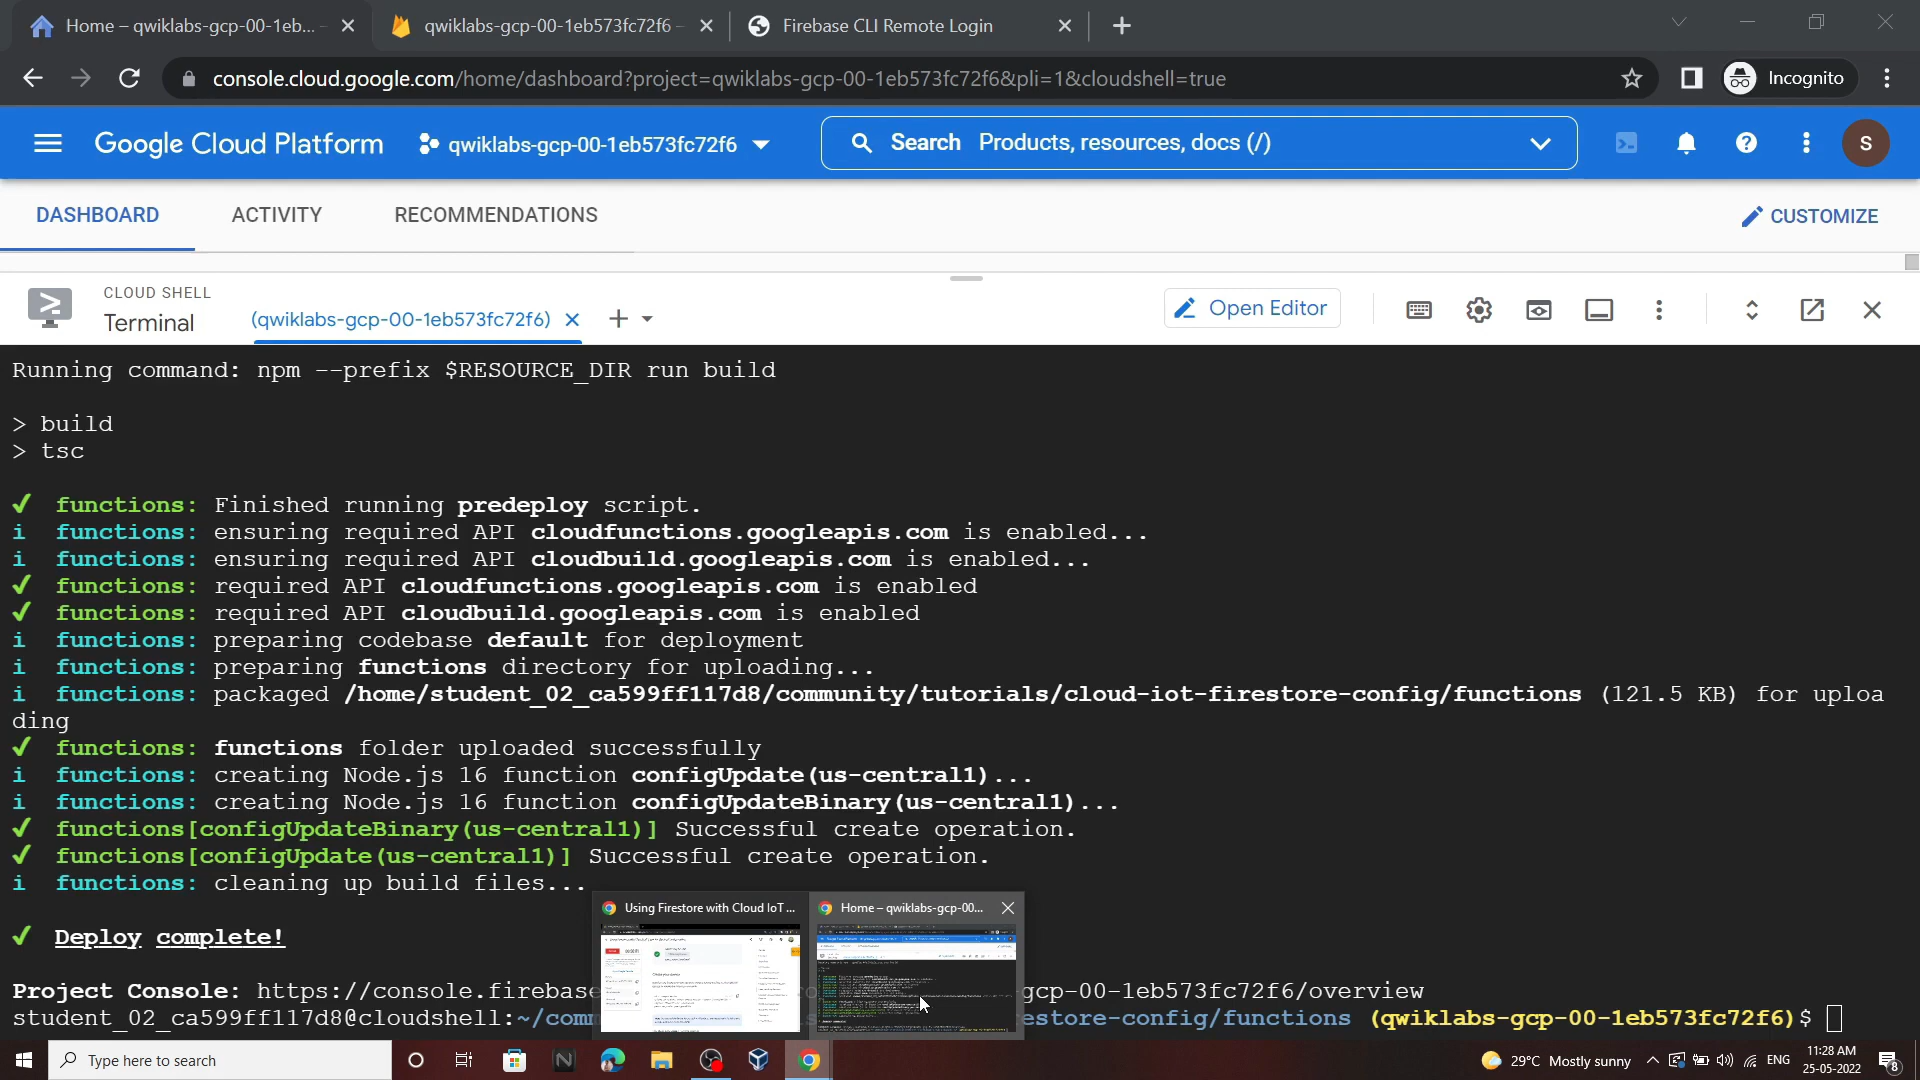 Home – qwiklabs-gcp-00-1eb...
qwiklabs-gcp-00-1eb573fc72f6 –
Firebase CLI Remote Login
console.cloud.google.com/home/dashboard?project=qwiklabs-gcp-00-1eb573fc72f6&pli=1&cloudshell=true
Incognito
Google Cloud Platform
qwiklabs-gcp-00-1eb573fc72f6
Search Products, resources, docs (/)
S
DASHBOARD
ACTIVITY
RECOMMENDATIONS
CUSTOMIZE
CLOUD SHELL
Terminal
(qwiklabs-gcp-00-1eb573fc72f6)
Open Editor
Running command: npm --prefix $RESOURCE_DIR run build
> build
> tsc
✔ functions: Finished running predeploy script.
i functions: ensuring required API cloudfunctions.googleapis.com is enabled...
i functions: ensuring required API cloudbuild.googleapis.com is enabled...
✔ functions: required API cloudfunctions.googleapis.com is enabled
✔ functions: required API cloudbuild.googleapis.com is enabled
i functions: preparing codebase default for deployment
i functions: preparing functions directory for uploading...
i functions: packaged /home/student_02_ca599ff117d8/community/tutorials/cloud-iot-firestore-config/functions (121.5 KB) for uploa
ding
✔ functions: functions folder uploaded successfully
i functions: creating Node.js 16 function configUpdate(us-central1)...
i functions: creating Node.js 16 function configUpdateBinary(us-central1)...
✔ functions[configUpdateBinary(us-central1)] Successful create operation.
✔ functions[configUpdate(us-central1)] Successful create operation.
i functions: cleaning up build files...
Using Firestore with Cloud IoT ...
Home – qwiklabs-gcp-00...
✔ Deploy complete!
Project Console: https://console.firebase gcp-00-1eb573fc72f6/overview
student_02_ca599ff117d8@cloudshell:~/comm estore-config/functions (qwiklabs-gcp-00-1eb573fc72f6)$
Type here to search
29°C Mostly sunny
ENG
11:28 AM
25-05-2022
8